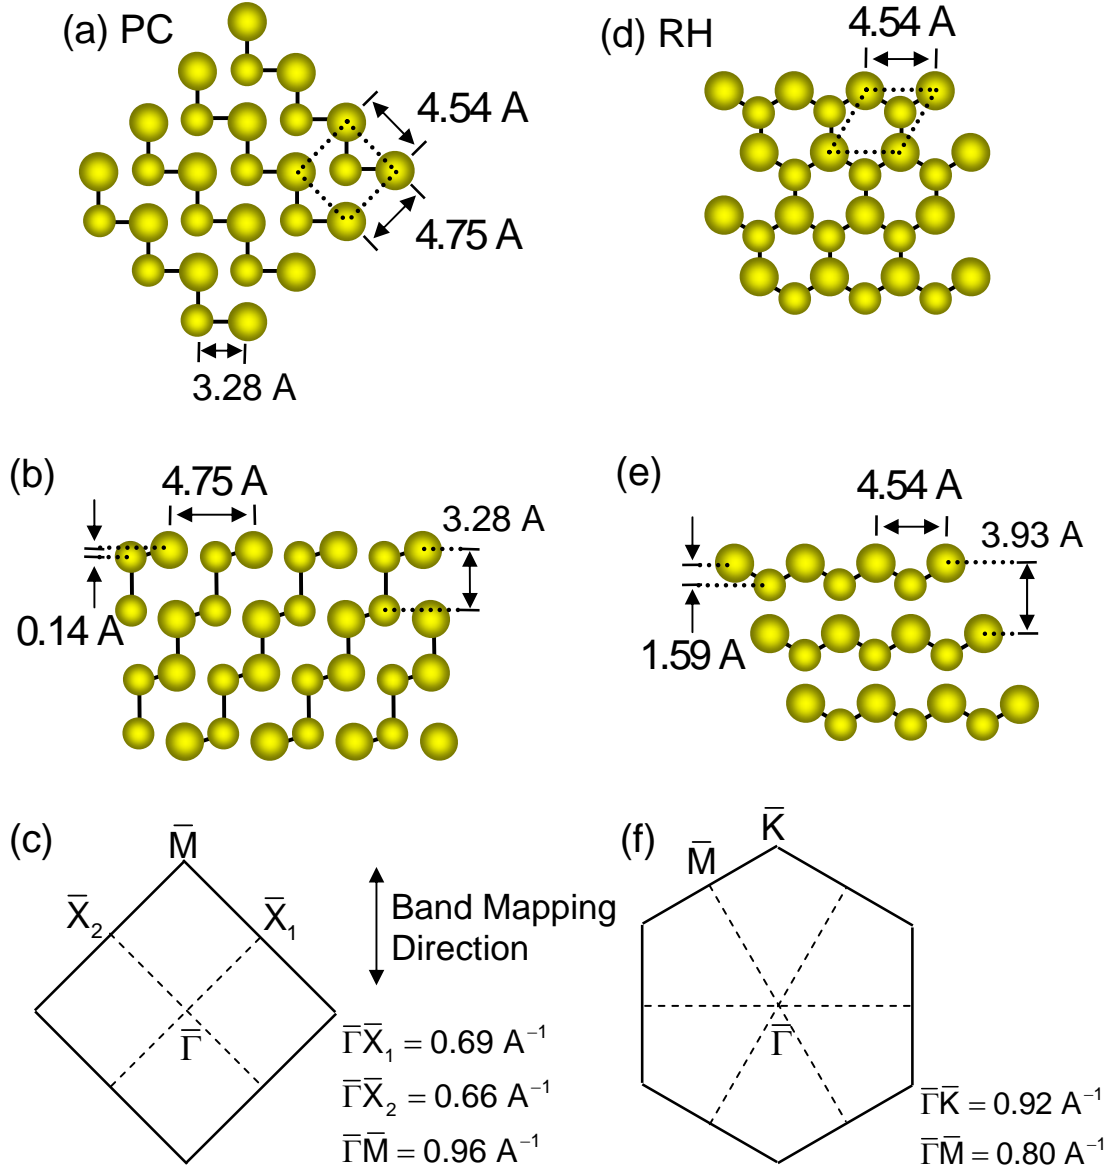 (a) PC
4.54 A
4.75 A
3.28 A
(d) RH
4.54 A
(b)
4.75 A
3.28 A
0.14 A
(e)
4.54 A
3.93 A
1.59 A
(c)
M̅
X̅₂
X̅₁
Γ̅
Band Mapping
Direction
Γ̅X̅₁ = 0.69 A⁻¹
Γ̅X̅₂ = 0.66 A⁻¹
Γ̅M̅ = 0.96 A⁻¹
(f)
K̅
M̅
Γ̅
Γ̅K̅ = 0.92 A⁻¹
Γ̅M̅ = 0.80 A⁻¹